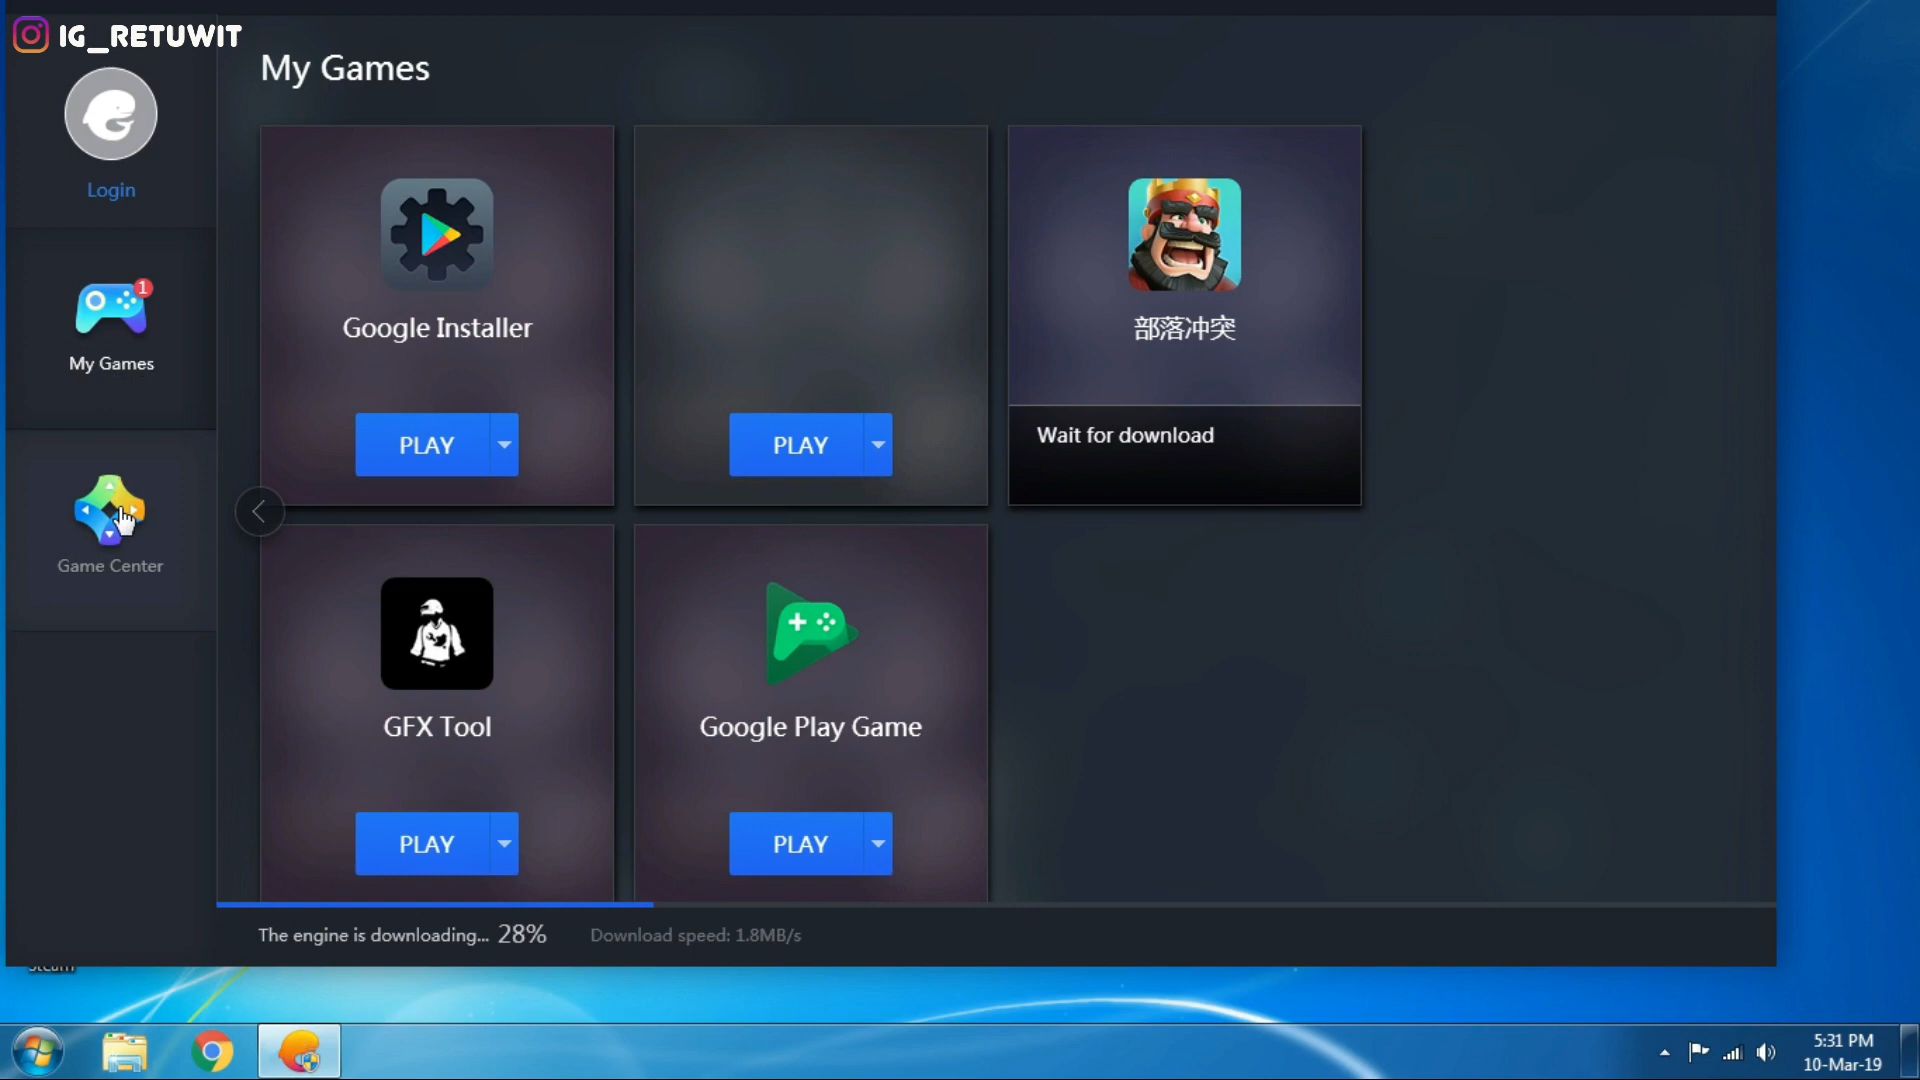 IG_RETUWIT
My Games
Login
1
My Games
Game Center
Google Installer
PLAY
PLAY
部落冲突
Wait for download
GFX Tool
PLAY
Google Play Game
PLAY
The engine is downloading... 28% Download speed: 1.8MB/s
Steam
5:31 PM
10-Mar-19